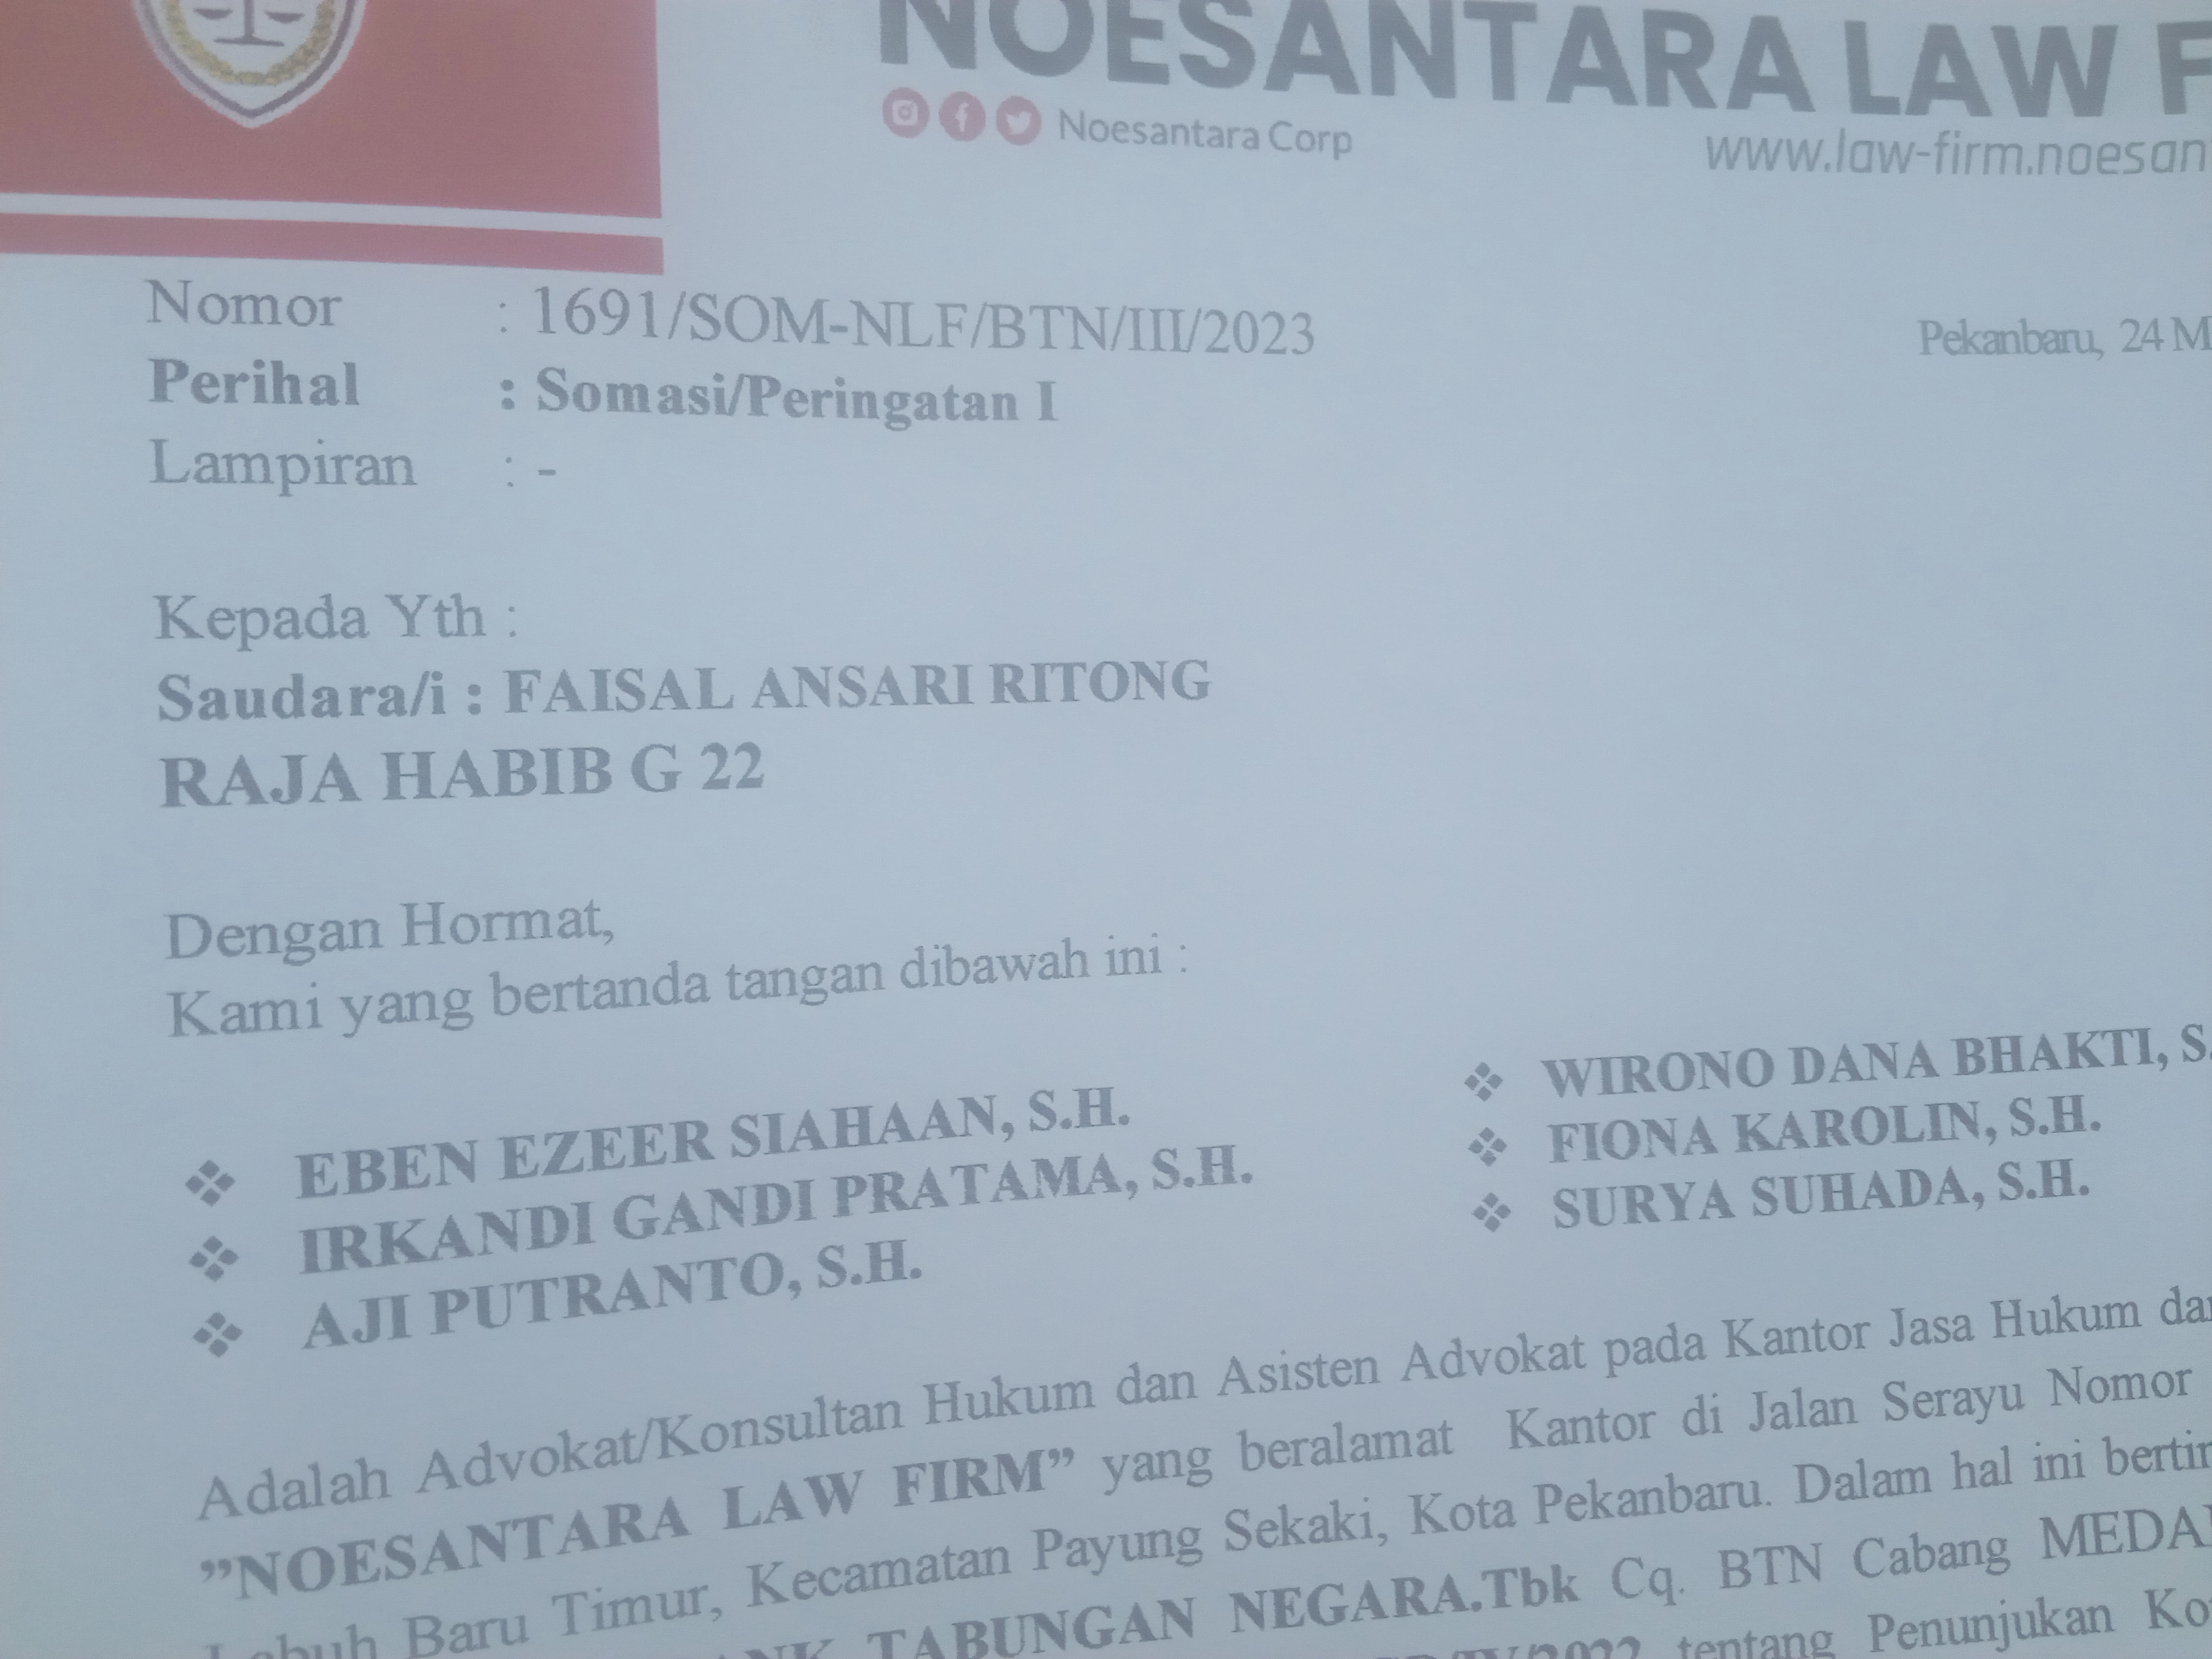 NOESANTARA LAW
Noesantara Corp
www.law-firm.noesan
Nomor : 1691/SOM-NLF/BTN/III/2023
Pekanbaru, 24 M
Perihal : Somasi/Peringatan I
Lampiran : -
Kepada Yth :
Saudara/i : FAISAL ANSARI RITONG
RAJA HABIB G 22
Dengan Hormat,
Kami yang bertanda tangan dibawah ini :
❖ EBEN EZEER SIAHAAN, S.H.
❖ IRKANDI GANDI PRATAMA, S.H.
❖ AJI PUTRANTO, S.H.
❖ WIRONO DANA BHAKTI, S.
❖ FIONA KAROLIN, S.H.
❖ SURYA SUHADA, S.H.
Adalah Advokat/Konsultan Hukum dan Asisten Advokat pada Kantor Jasa Hukum dan
”NOESANTARA LAW FIRM” yang beralamat Kantor di Jalan Serayu Nomor
Baru Timur, Kecamatan Payung Sekaki, Kota Pekanbaru. Dalam hal ini bertin
TABUNGAN NEGARA.Tbk Cq. BTN Cabang MEDA
tentang Penunjukan Ko